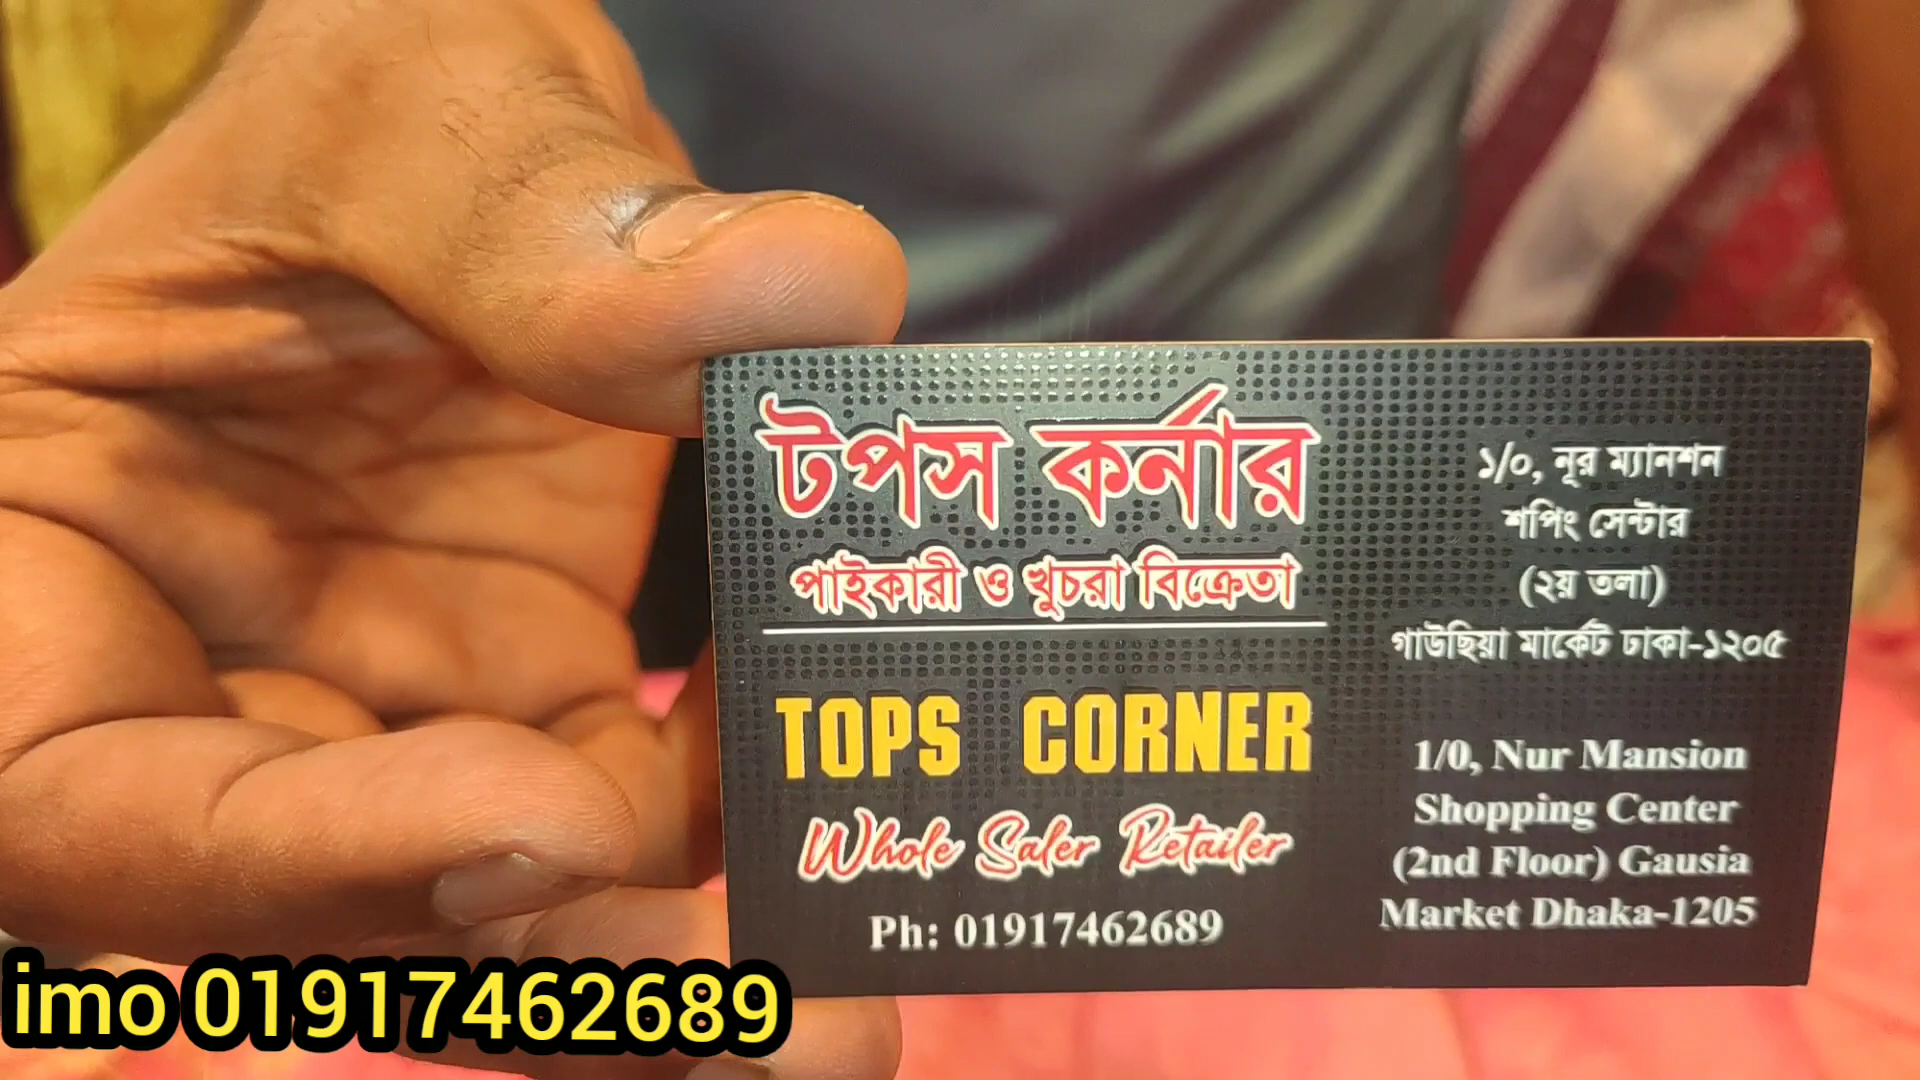 টপস কর্নার
পাইকারী ও খুচরা বিক্রেতা
TOPS CORNER
Whole Saler Retailer
Ph: 01917462689
১/০, নূর ম্যানশন
শপিং সেন্টার
(২য় তলা)
গাউছিয়া মার্কেট ঢাকা-১২০৫
1/0, Nur Mansion
Shopping Center
(2nd Floor) Gausia
Market Dhaka-1205
imo 01917462689